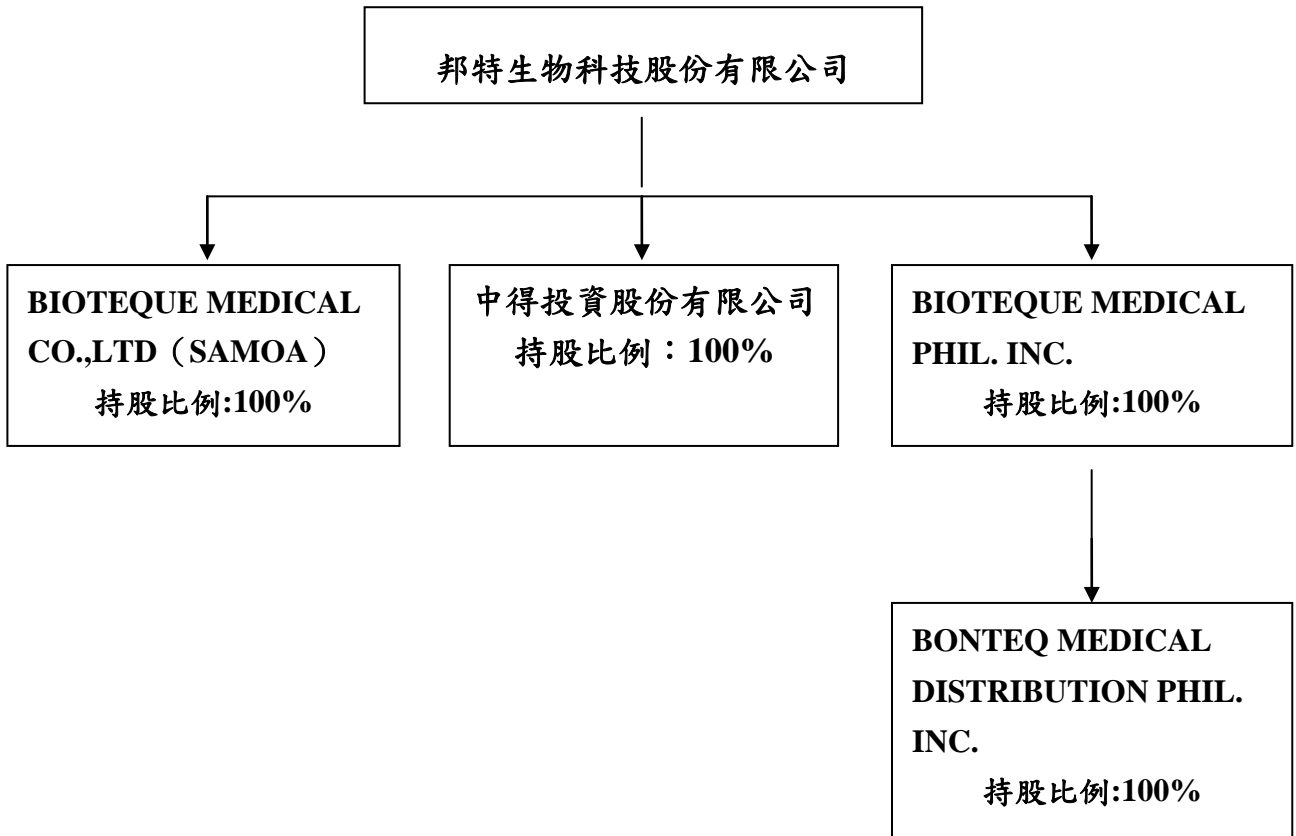 邦特生物科技股份有限公司
BIOTEQUE MEDICAL
CO.,LTD（SAMOA）
持股比例:100%
中得投資股份有限公司
持股比例：100%
BIOTEQUE MEDICAL
PHIL. INC.
持股比例:100%
BONTEQ MEDICAL
DISTRIBUTION PHIL.
INC.
持股比例:100%